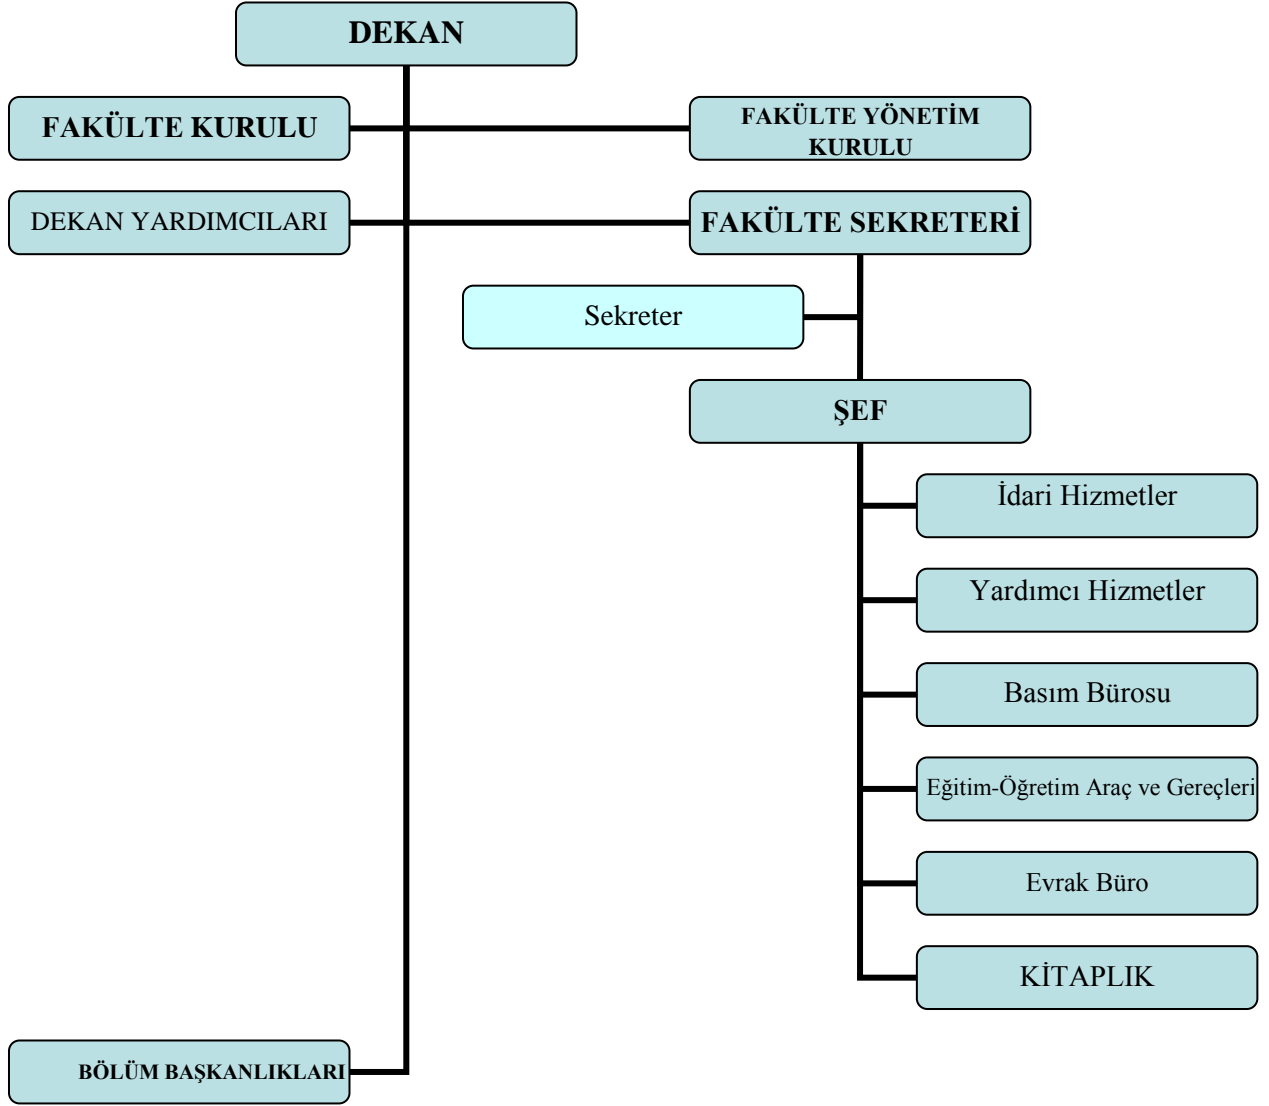 DEKAN
FAKÜLTE KURULU
FAKÜLTE YÖNETİM
KURULU
DEKAN YARDIMCILARI
FAKÜLTE SEKRETERİ
Sekreter
ŞEF
İdari Hizmetler
Yardımcı Hizmetler
Basım Bürosu
Eğitim-Öğretim Araç ve Gereçleri
Evrak Büro
KİTAPLIK
BÖLÜM BAŞKANLIKLARI